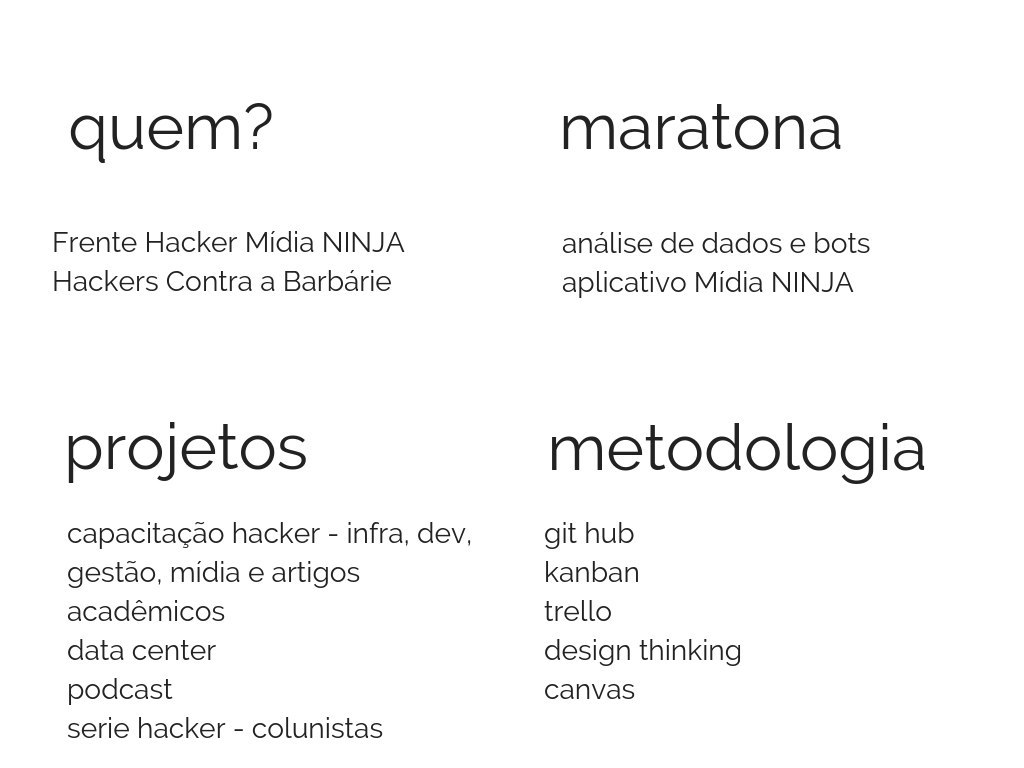 quem?
Frente Hacker Mídia NINJA
Hackers Contra a Barbárie
maratona
análise de dados e bots
aplicativo Mídia NINJA
projetos
capacitação hacker - infra, dev,
gestão, mídia e artigos
acadêmicos
data center
podcast
serie hacker - colunistas
metodologia
git hub
kanban
trello
design thinking
canvas